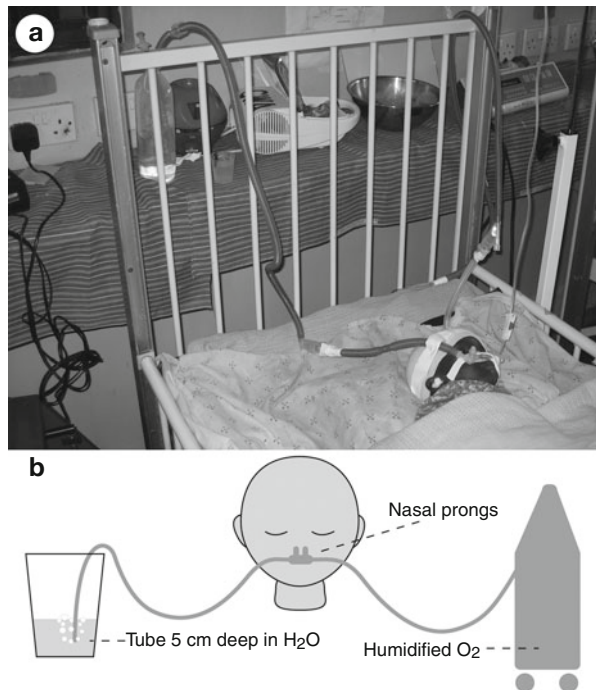 a
b
Nasal prongs
Tube 5 cm deep in H₂O
Humidified O₂